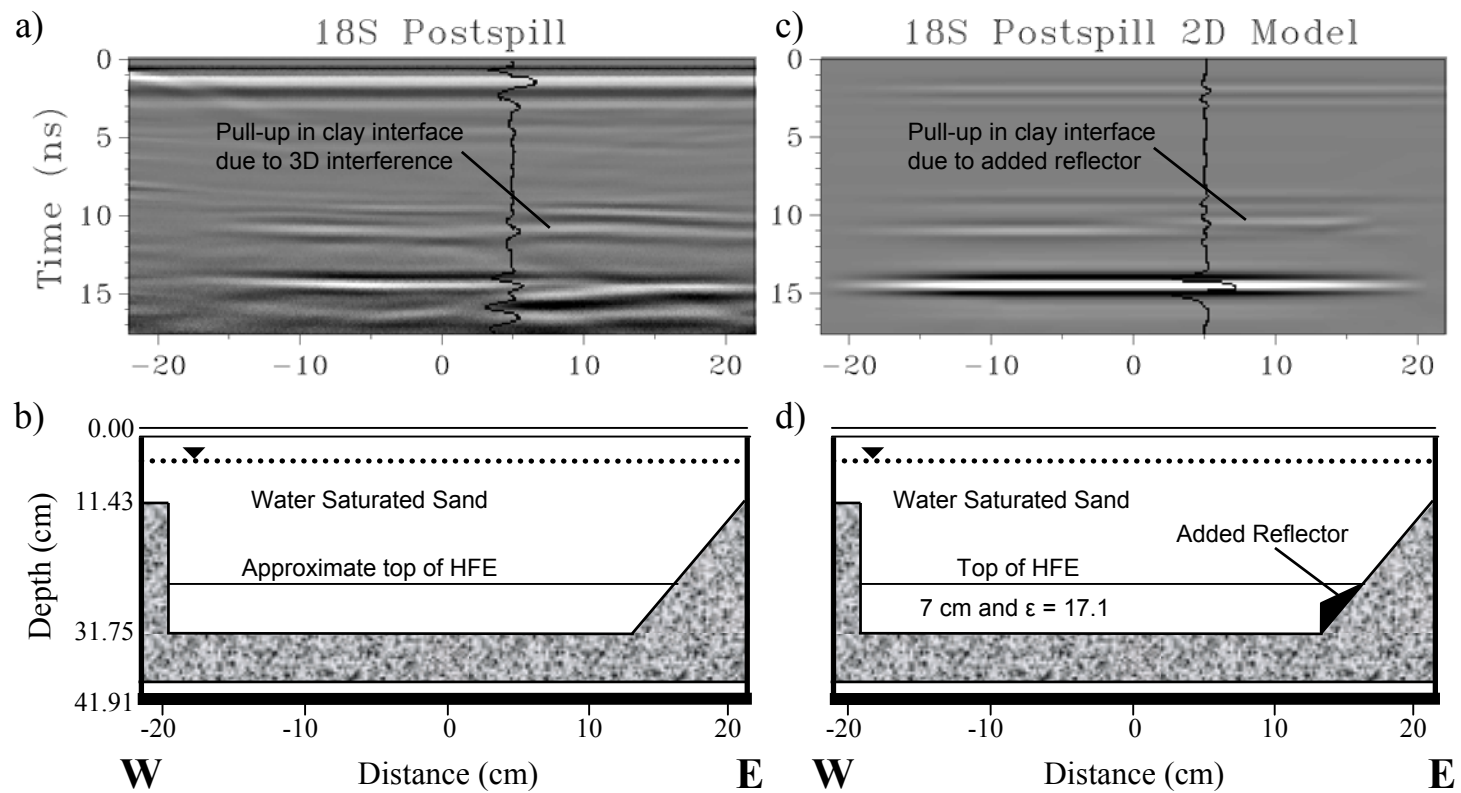 a)
18S Postspill
0
5
10
15
Time (ns)
Pull-up in clay interface
due to 3D interference
-20
-10
0
10
20
c)
18S Postspill 2D Model
0
5
10
15
Pull-up in clay interface
due to added reflector
-20
-10
0
10
20
b)
0.00
11.43
31.75
41.91
Depth (cm)
Water Saturated Sand
Approximate top of HFE
-20
-10
0
10
20
W
Distance (cm)
E
d)
Water Saturated Sand
Added Reflector
Top of HFE
7 cm and ε = 17.1
-20
-10
0
10
20
W
Distance (cm)
E